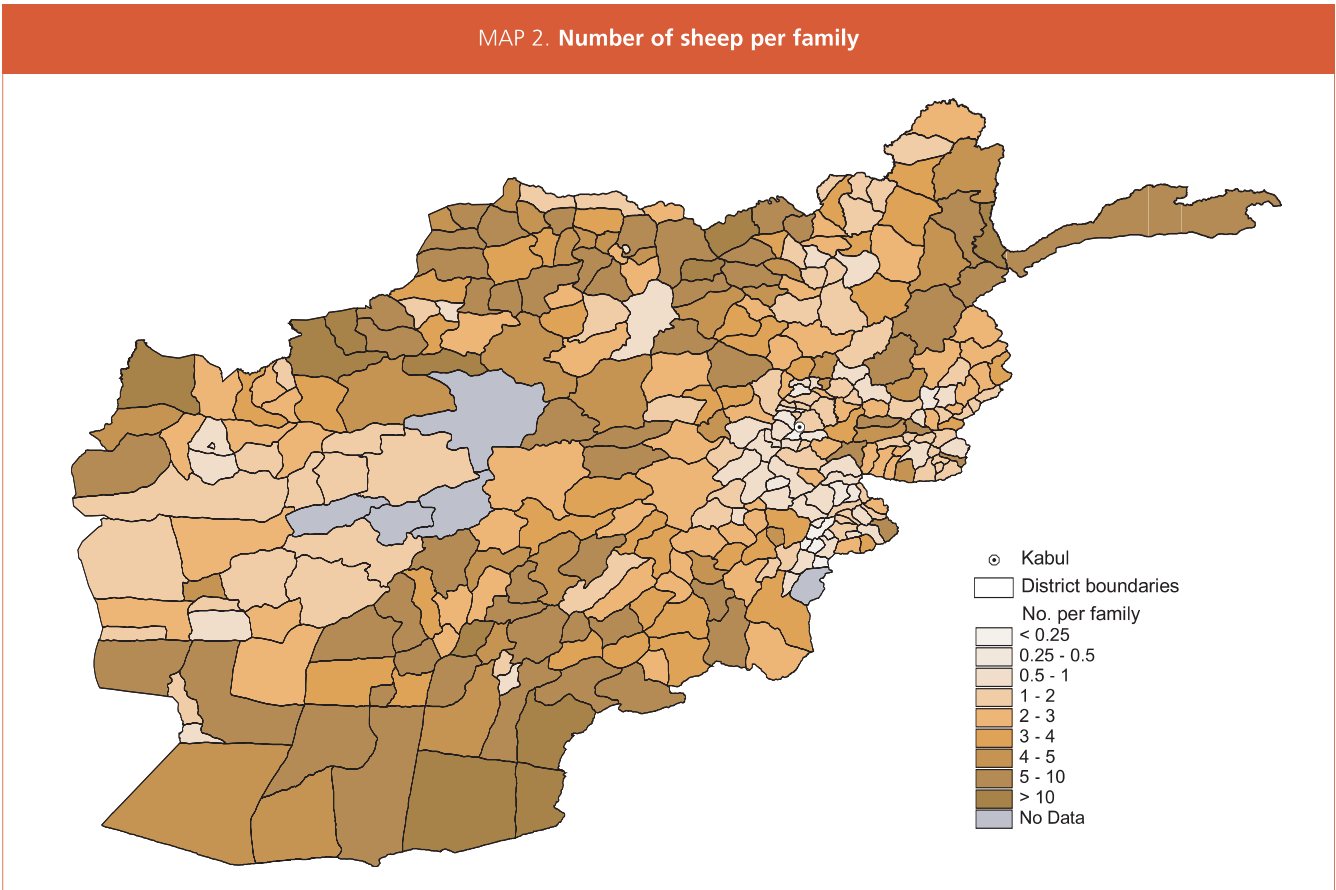 MAP 2. Number of sheep per family
Kabul
District boundaries
No. per family
< 0.25
0.25 - 0.5
0.5 - 1
1 - 2
2 - 3
3 - 4
4 - 5
5 - 10
> 10
No Data